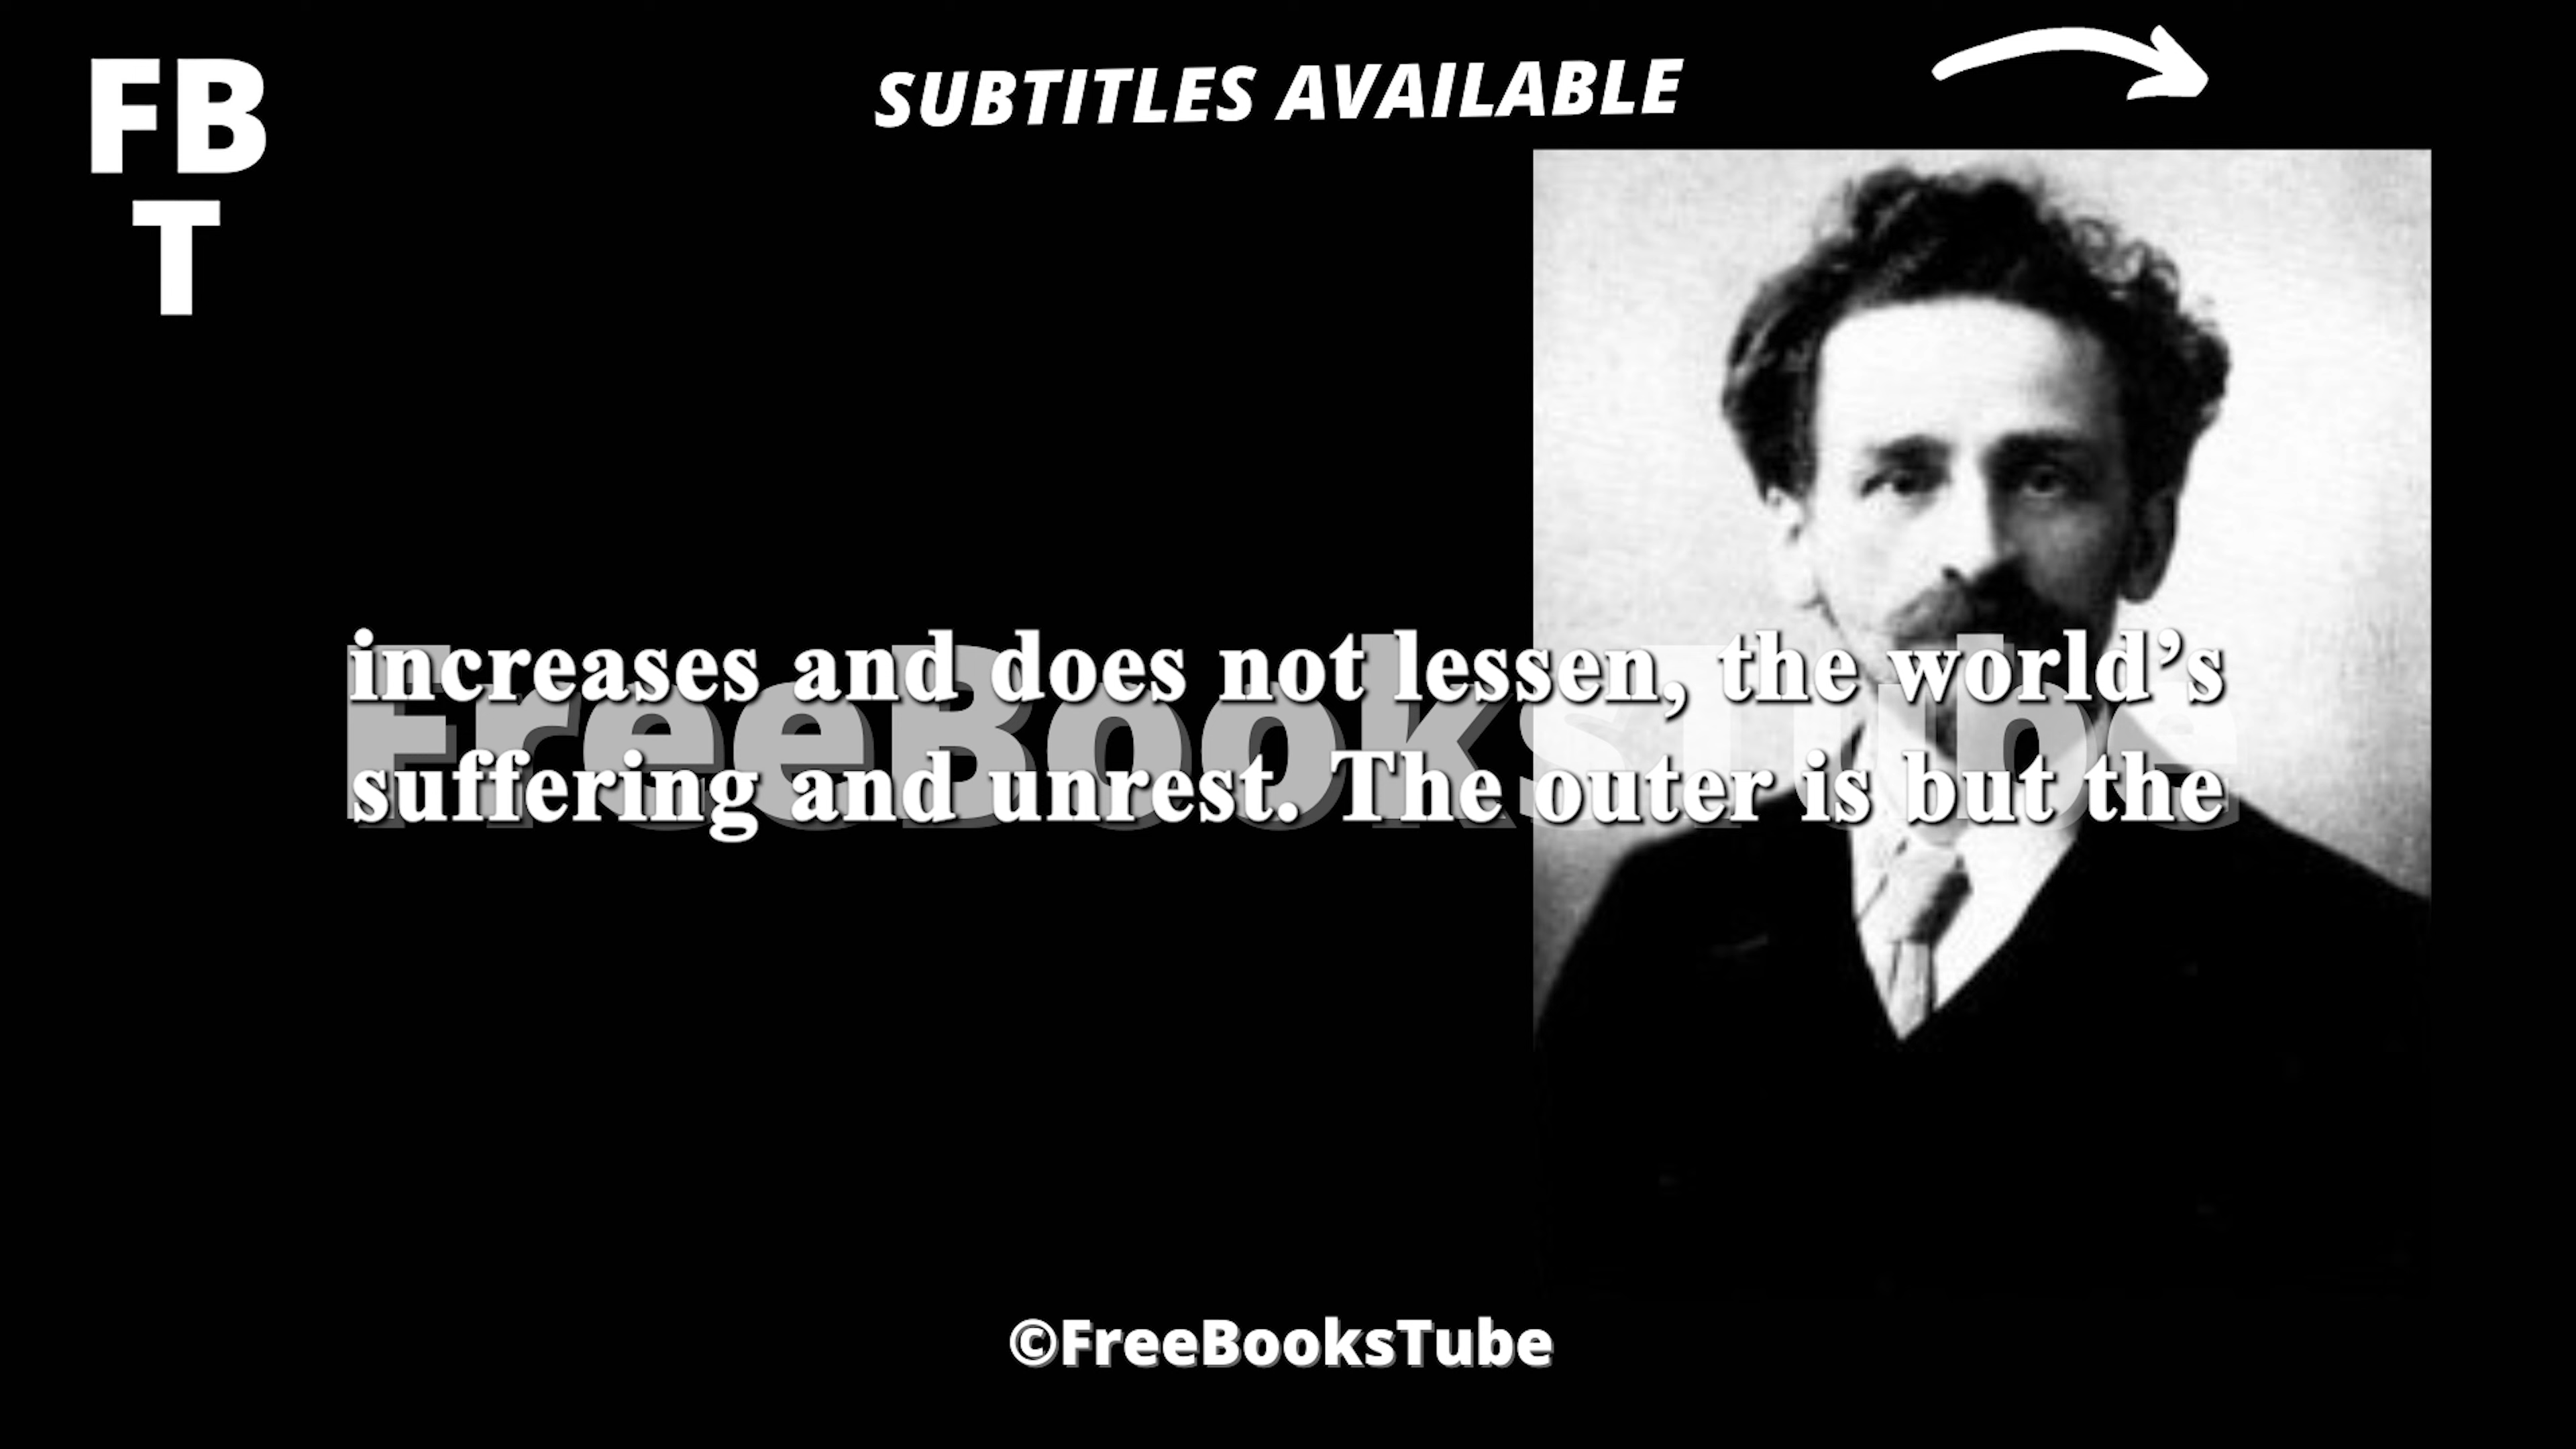 FB
T
SUBTITLES AVAILABLE
increases and does not lessen, the world’s
FreeBooksTube
suffering and unrest. The outer is but the
©FreeBooksTube